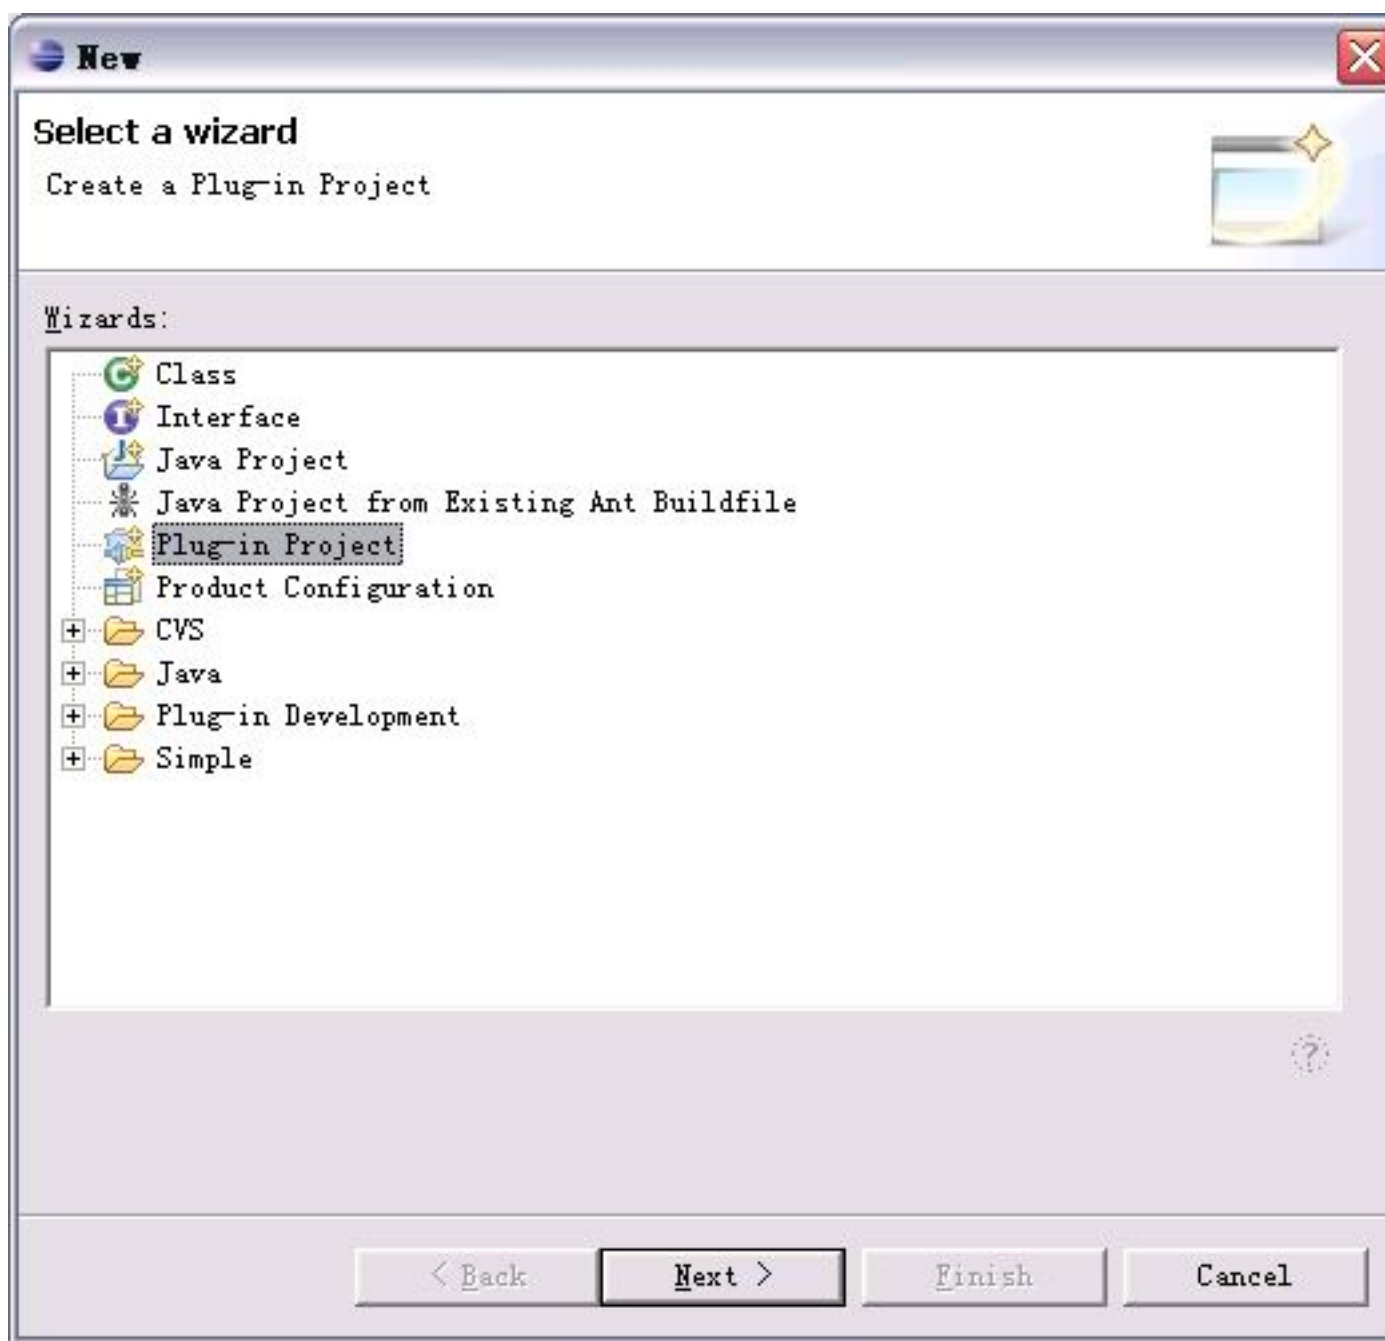 New
Select a wizard
Create a Plug-in Project
Wizards:
Class
Interface
Java Project
Java Project from Existing Ant Buildfile
Plug-in Project
Product Configuration
CVS
Java
Plug-in Development
Simple
?
< Back Next > Finish Cancel